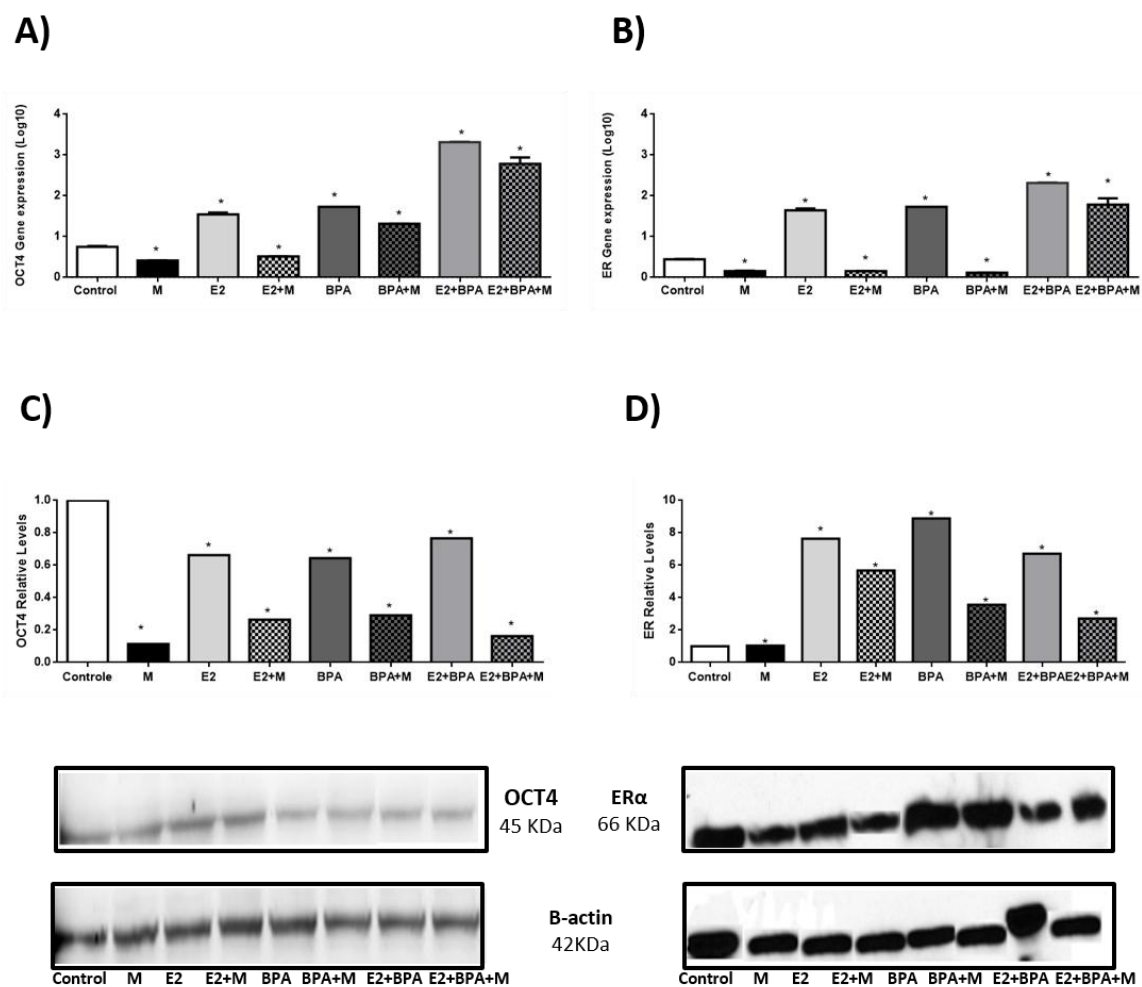 A)
B)
OCT4 Gene expression (Log10)
4
3
2
1
0
Control M E2 E2+M BPA BPA+M E2+BPA E2+BPA+M
* * * * * * *
ER Gene expression (Log10)
4
3
2
1
0
Control M E2 E2+M BPA BPA+M E2+BPA E2+BPA+M
* * * * * * *
C)
D)
OCT4 Relative Levels
1.0
0.8
0.6
0.4
0.2
0.0
Controle M E2 E2+M BPA BPA+M E2+BPA E2+BPA+M
* * * * * * *
ER Relative Levels
10
8
6
4
2
0
Control M E2 E2+M BPA BPA+M E2+BPA E2+BPA+M
* * * * * * *
OCT4
45 KDa
ERα
66 KDa
B-actin
42KDa
Control M E2 E2+M BPA BPA+M E2+BPA E2+BPA+M
Control M E2 E2+M BPA BPA+M E2+BPA E2+BPA+M